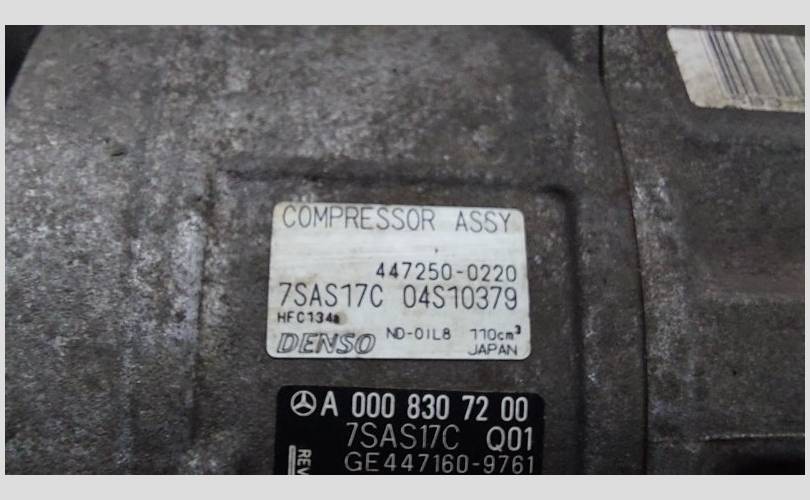 COMPRESSOR ASSY
447250-0220
7SAS17C 04S10379
HFC134a
DENSO ND-OIL8 110cm³
JAPAN
A 000 830 72 00
7SAS17C Q01
REV
GE447160-9761